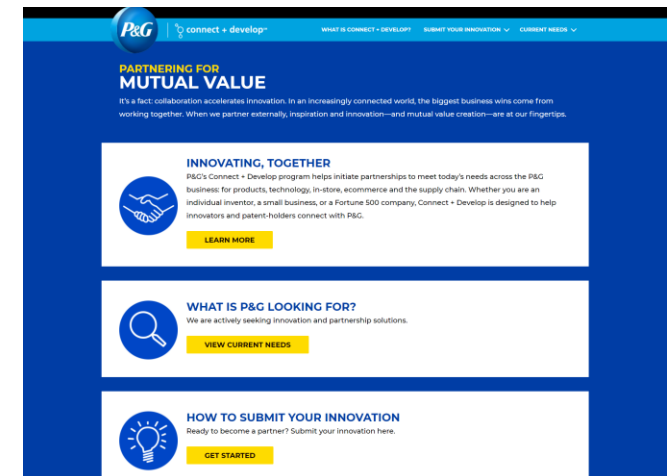 P&G connect + develop℠ WHAT IS CONNECT + DEVELOP? SUBMIT YOUR INNOVATION CURRENT NEEDS
PARTNERING FOR
MUTUAL VALUE
It's a fact: collaboration accelerates innovation. In an increasingly connected world, the biggest business wins come from
working together. When we partner externally, inspiration and innovation—and mutual value creation—are at our fingertips.
INNOVATING, TOGETHER
P&G's Connect + Develop program helps initiate partnerships to meet today's needs across the P&G
business: for products, technology, in-store, ecommerce and the supply chain. Whether you are an
individual inventor, a small business, or a Fortune 500 company, Connect + Develop is designed to help
innovators and patent-holders connect with P&G.
LEARN MORE
WHAT IS P&G LOOKING FOR?
We are actively seeking innovation and partnership solutions.
VIEW CURRENT NEEDS
HOW TO SUBMIT YOUR INNOVATION
Ready to become a partner? Submit your innovation here.
GET STARTED